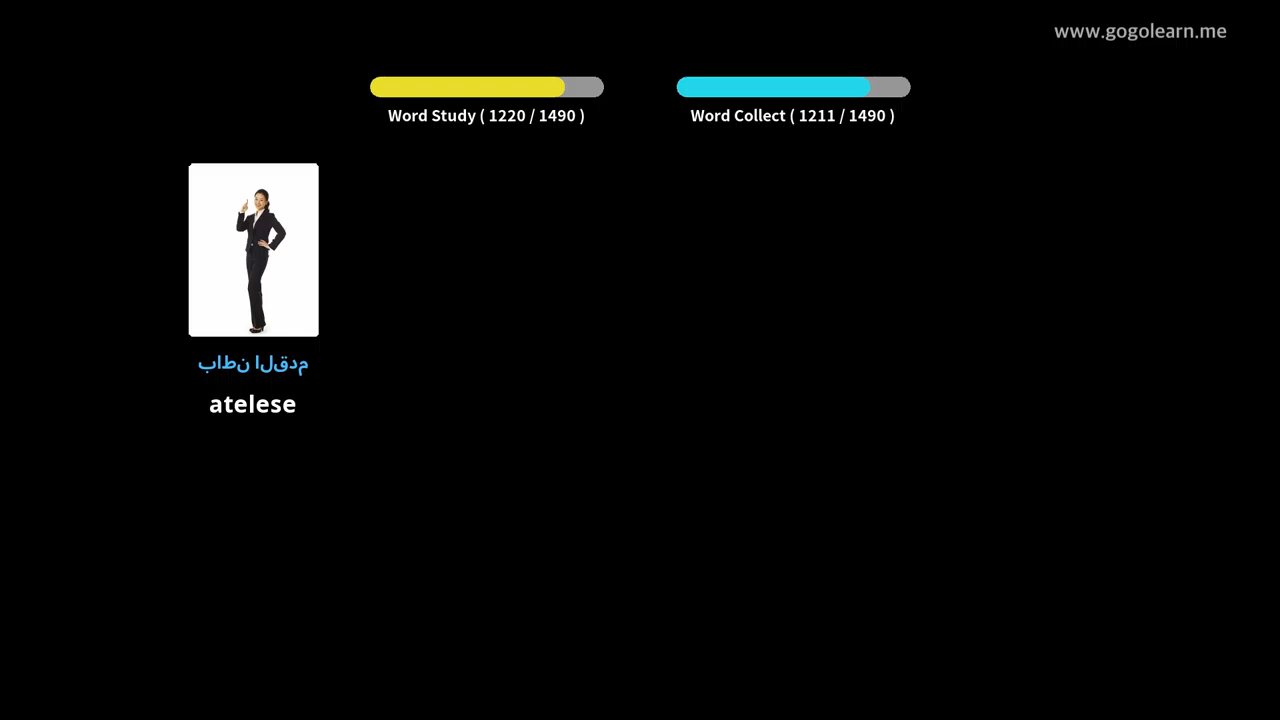 www.gogolearn.me
Word Study ( 1220 / 1490 )
Word Collect ( 1211 / 1490 )
باطن القدم
atelese